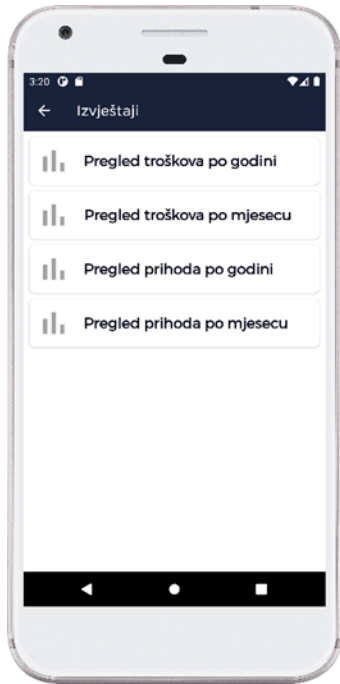 3:20
Izvještaji
Pregled troškova po godini
Pregled troškova po mjesecu
Pregled prihoda po godini
Pregled prihoda po mjesecu